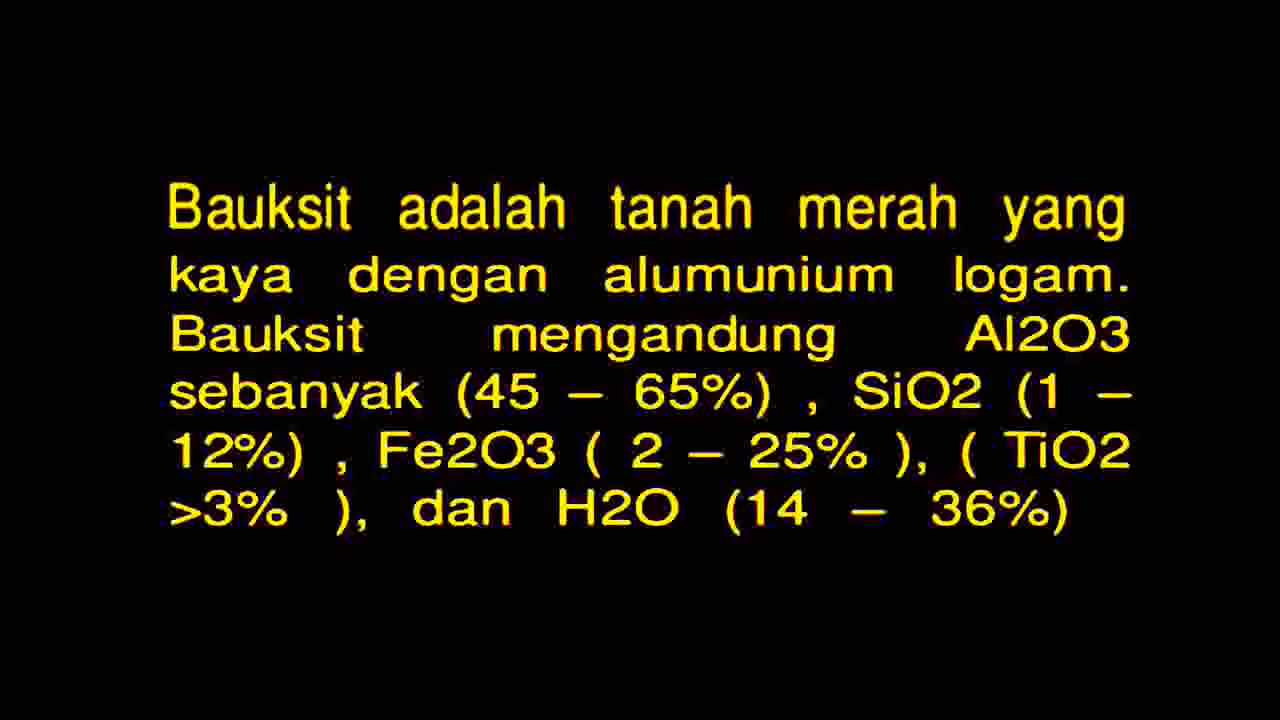 Bauksit adalah tanah merah yang
kaya dengan alumunium logam.
Bauksit mengandung Al2O3
sebanyak (45 – 65%) , SiO2 (1 –
12%) , Fe2O3 ( 2 – 25% ), ( TiO2
>3% ), dan H2O (14 – 36%)